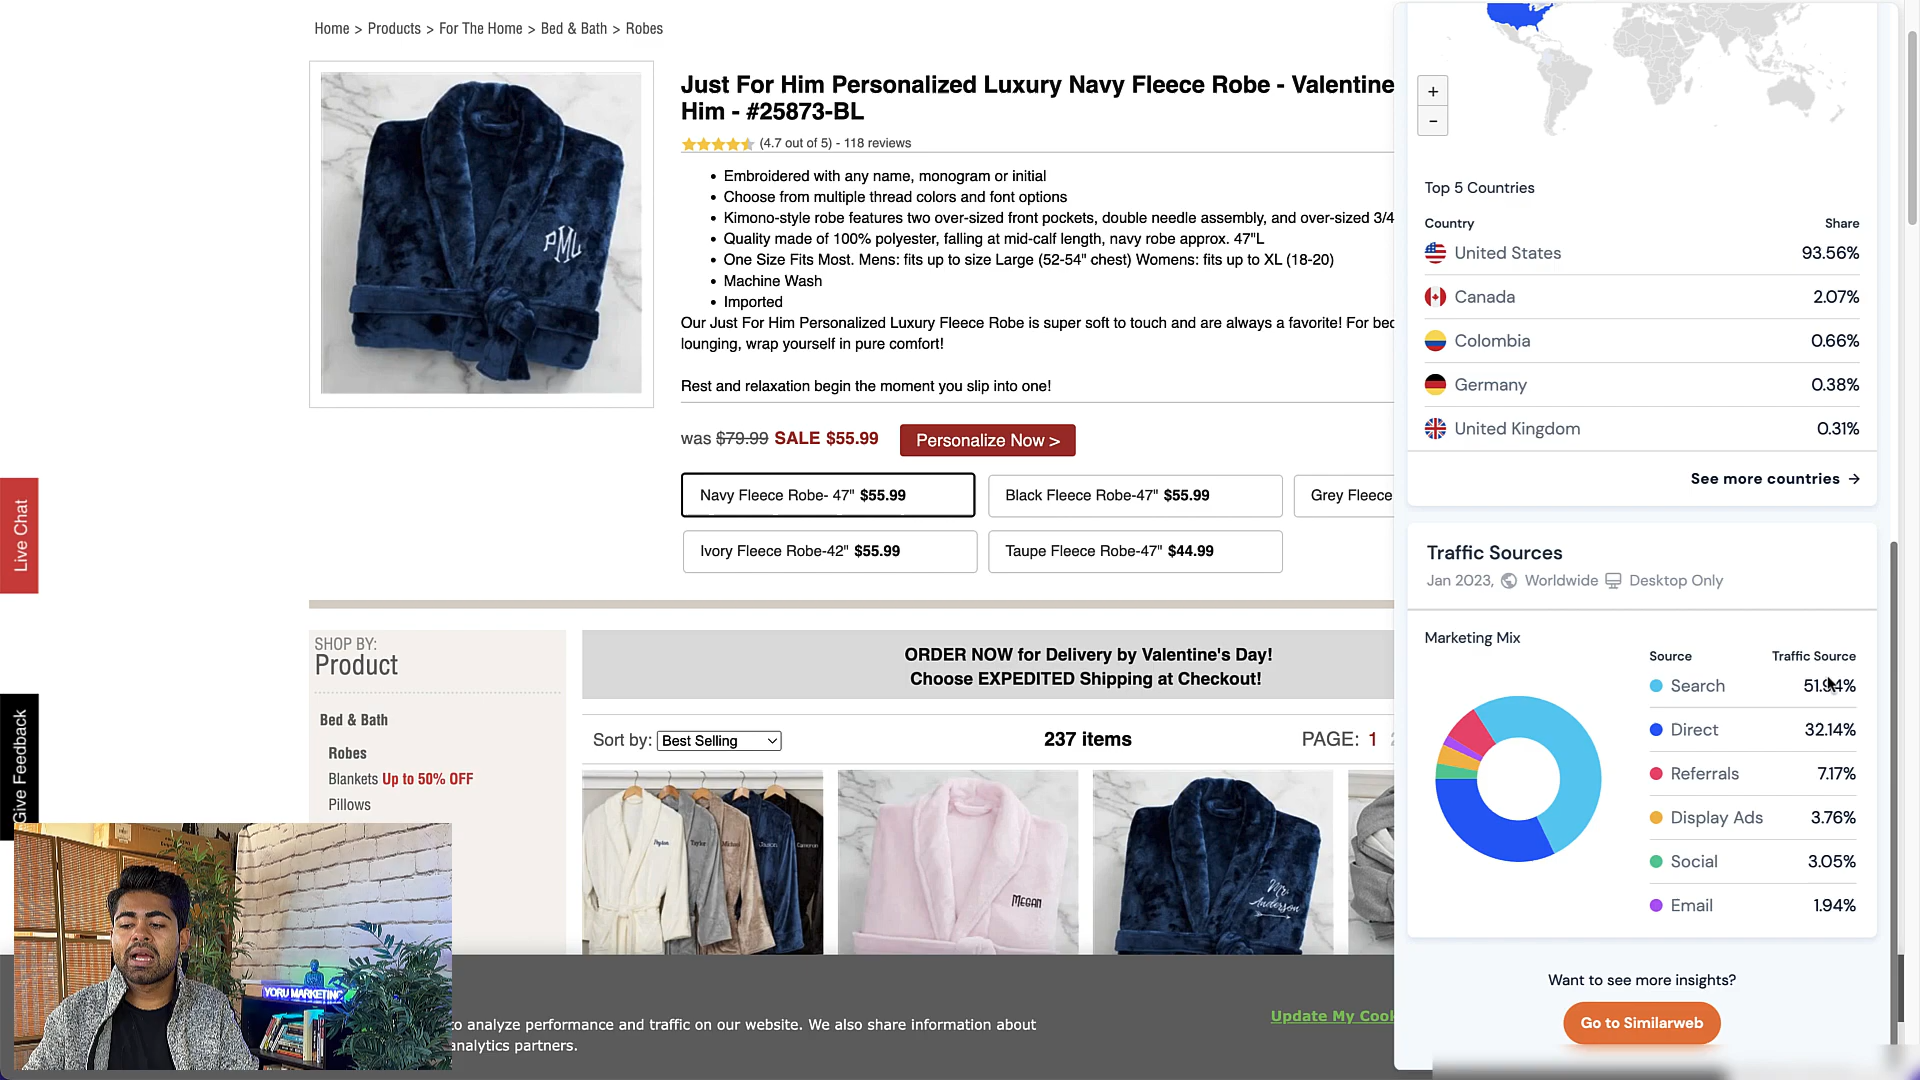 Home > Products > For The Home > Bed & Bath > Robes
PML
Just For Him Personalized Luxury Navy Fleece Robe - Valentine
Him - #25873-BL
(4.7 out of 5) - 118 reviews
Embroidered with any name, monogram or initial
Choose from multiple thread colors and font options
Kimono-style robe features two over-sized front pockets, double needle assembly, and over-sized 3/4
Quality made of 100% polyester, falling at mid-calf length, navy robe approx. 47"L
One Size Fits Most. Mens: fits up to size Large (52-54" chest) Womens: fits up to XL (18-20)
Machine Wash
Imported
Our Just For Him Personalized Luxury Fleece Robe is super soft to touch and are always a favorite! For bed
lounging, wrap yourself in pure comfort!
Rest and relaxation begin the moment you slip into one!
was $79.99 SALE $55.99
Personalize Now >
Navy Fleece Robe- 47" $55.99
Black Fleece Robe-47" $55.99
Grey Fleece
Ivory Fleece Robe-42" $55.99
Taupe Fleece Robe-47" $44.99
Live Chat
Give Feedback
SHOP BY:
Product
Bed & Bath
Robes
Blankets Up to 50% OFF
Pillows
ORDER NOW for Delivery by Valentine's Day!
Choose EXPEDITED Shipping at Checkout!
Sort by: Best Selling
237 items
PAGE: 1
Taylor
Michael
Jason
Cameron
MEGAN
Mr.
Anderson
YORU MARKETING
to analyze performance and traffic on our website. We also share information about
analytics partners.
Update My Cook
+
−
Top 5 Countries
Country Share
United States 93.56%
Canada 2.07%
Colombia 0.66%
Germany 0.38%
United Kingdom 0.31%
See more countries →
Traffic Sources
Jan 2023, Worldwide Desktop Only
Marketing Mix
Source Traffic Source
Search 51.94%
Direct 32.14%
Referrals 7.17%
Display Ads 3.76%
Social 3.05%
Email 1.94%
Want to see more insights?
Go to Similarweb